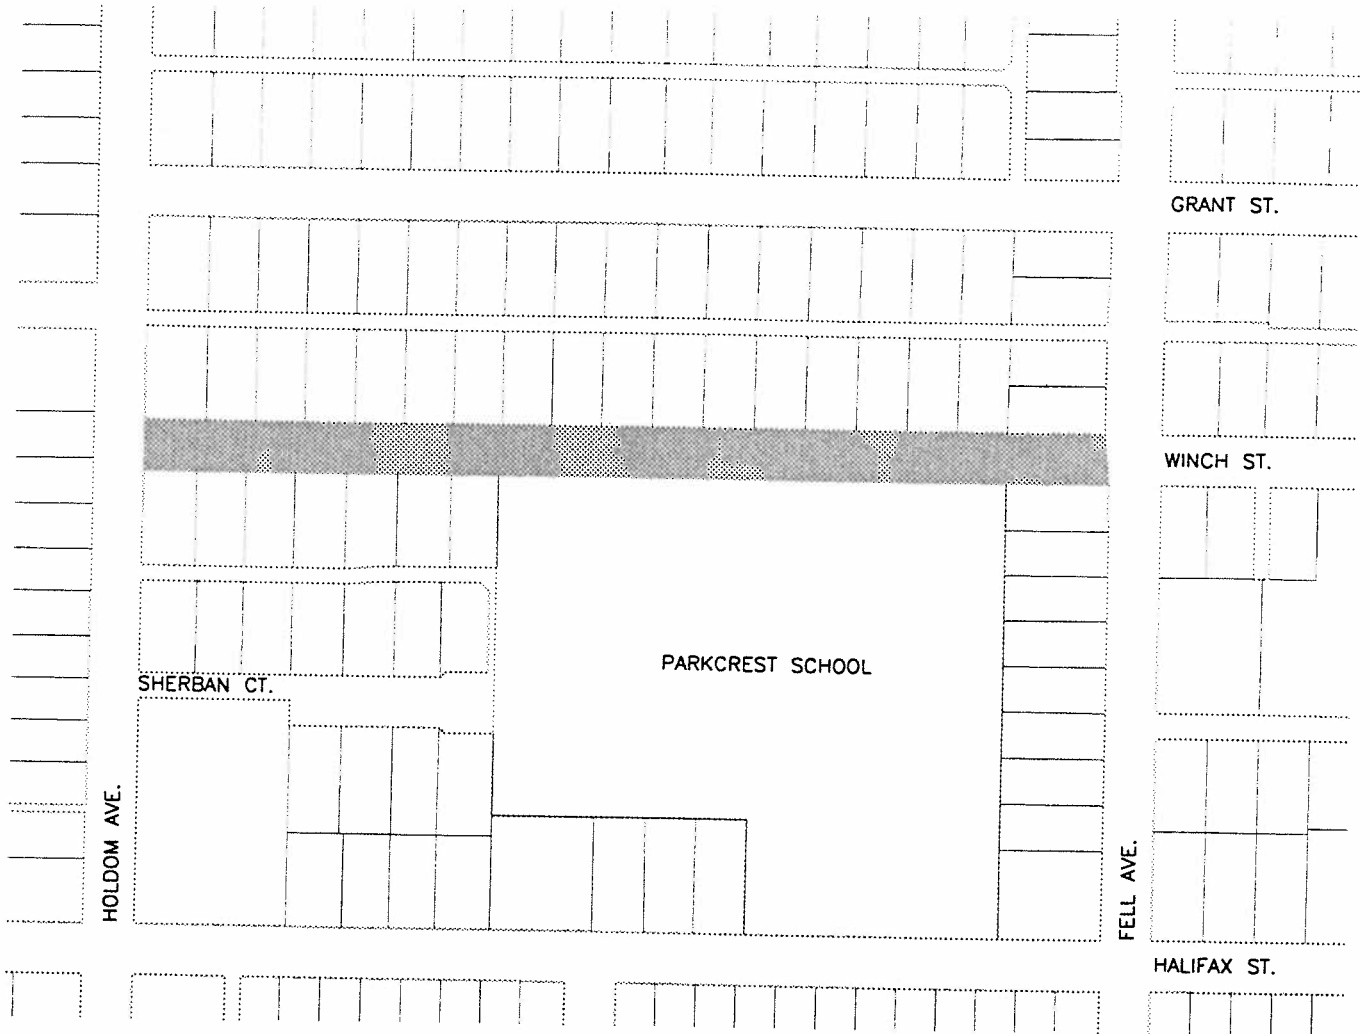 GRANT ST.
WINCH ST.
PARKCREST SCHOOL
SHERBAN CT.
HOLDOM AVE.
FELL AVE.
HALIFAX ST.